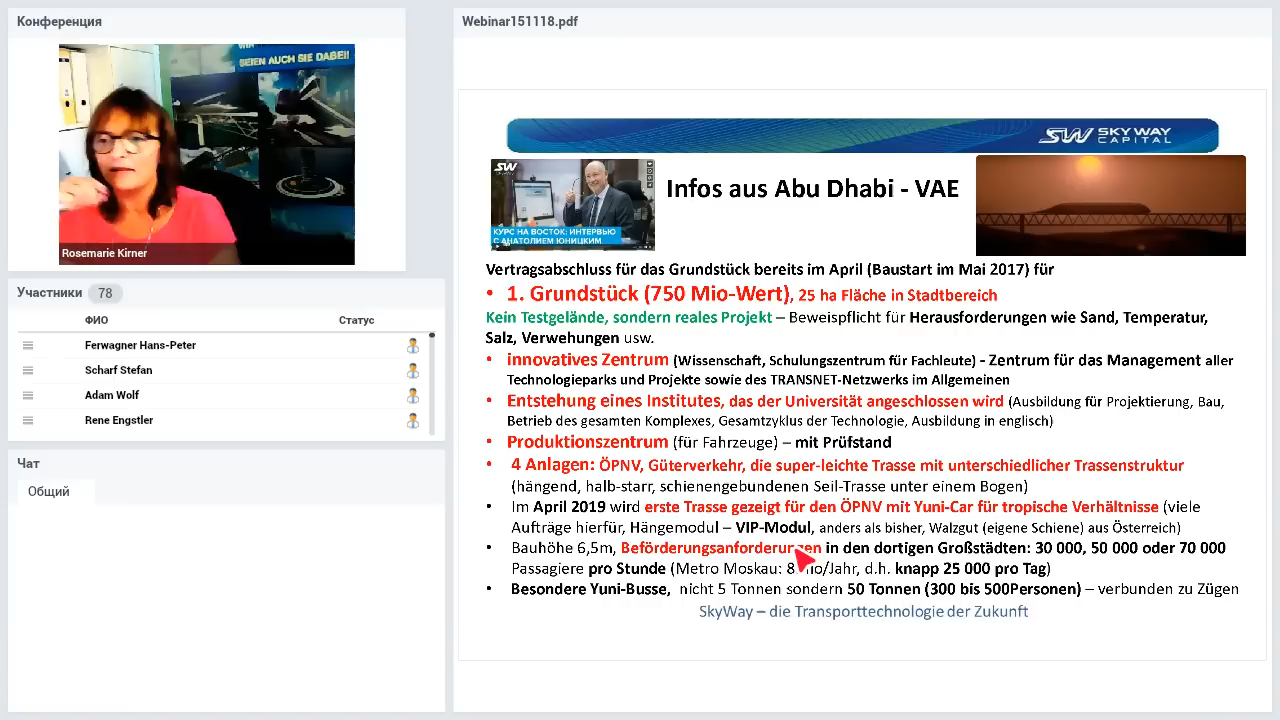 Конференция
SEIEN AUCH SIE DABEI!
Rosemarie Kirner
Участники 78
ФИО Статус
Ferwagner Hans-Peter
Scharf Stefan
Adam Wolf
Rene Engstler
Чат
Общий
Webinar151118.pdf
SW SKY WAY
CAPITAL
SW
КУРС НА ВОСТОК: ИНТЕРВЬЮ
С АНАТОЛИЕМ ЮНИЦКИМ
Infos aus Abu Dhabi - VAE
Vertragsabschluss für das Grundstück bereits im April (Baustart im Mai 2017) für
• 1. Grundstück (750 Mio-Wert), 25 ha Fläche in Stadtbereich
Kein Testgelände, sondern reales Projekt – Beweispflicht für Herausforderungen wie Sand, Temperatur,
Salz, Verwehungen usw.
• innovatives Zentrum (Wissenschaft, Schulungszentrum für Fachleute) - Zentrum für das Management aller
Technologieparks und Projekte sowie des TRANSNET-Netzwerks im Allgemeinen
• Entstehung eines Institutes, das der Universität angeschlossen wird (Ausbildung für Projektierung, Bau,
Betrieb des gesamten Komplexes, Gesamtzyklus der Technologie, Ausbildung in englisch)
• Produktionszentrum (für Fahrzeuge) – mit Prüfstand
• 4 Anlagen: ÖPNV, Güterverkehr, die super-leichte Trasse mit unterschiedlicher Trassenstruktur
(hängend, halb-starr, schienengebundenen Seil-Trasse unter einem Bogen)
• Im April 2019 wird erste Trasse gezeigt für den ÖPNV mit Yuni-Car für tropische Verhältnisse (viele
Aufträge hierfür, Hängemodul – VIP-Modul, anders als bisher, Walzgut (eigene Schiene) aus Österreich)
• Bauhöhe 6,5m, Beförderungsanforderungen in den dortigen Großstädten: 30 000, 50 000 oder 70 000
Passagiere pro Stunde (Metro Moskau: 8 /Jahr, d.h. knapp 25 000 pro Tag)
• Besondere Yuni-Busse, nicht 5 Tonnen sondern 50 Tonnen (300 bis 500Personen) – verbunden zu Zügen
SkyWay – die Transporttechnologie der Zukunft